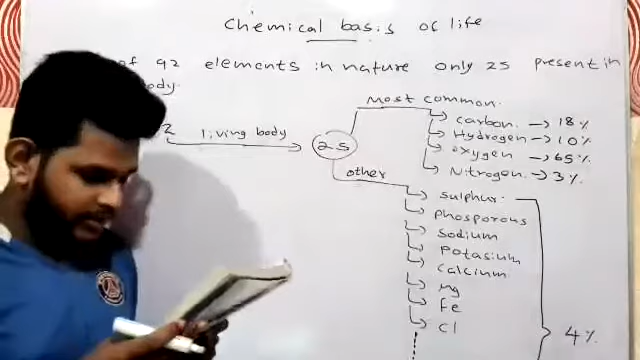 Chemical basis of life
of 92 elements in nature only 25 present in
body.
2 living body 25
Most common
Carbon. → 18%
Hydrogen → 10%
Oxygen → 65%
Nitrogen. → 3%
other
Sulphur.
Phosporous
Sodium
Potasium
Calcium
Mg
Fe
Cl
4%